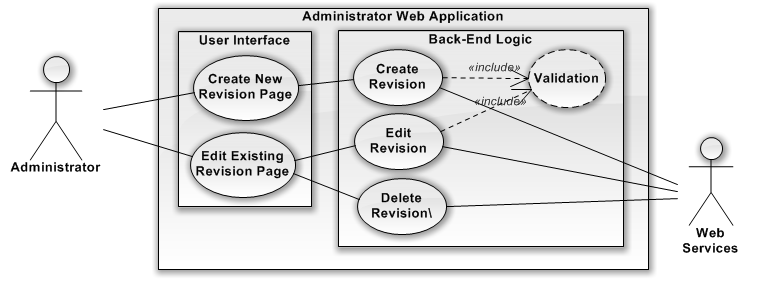 Administrator Web Application
User Interface
Back-End Logic
Create New
Revision Page
Create
Revision
«include»
Validation
«include»
Edit Existing
Revision Page
Edit
Revision
Delete
Revision\
Administrator
Web
Services